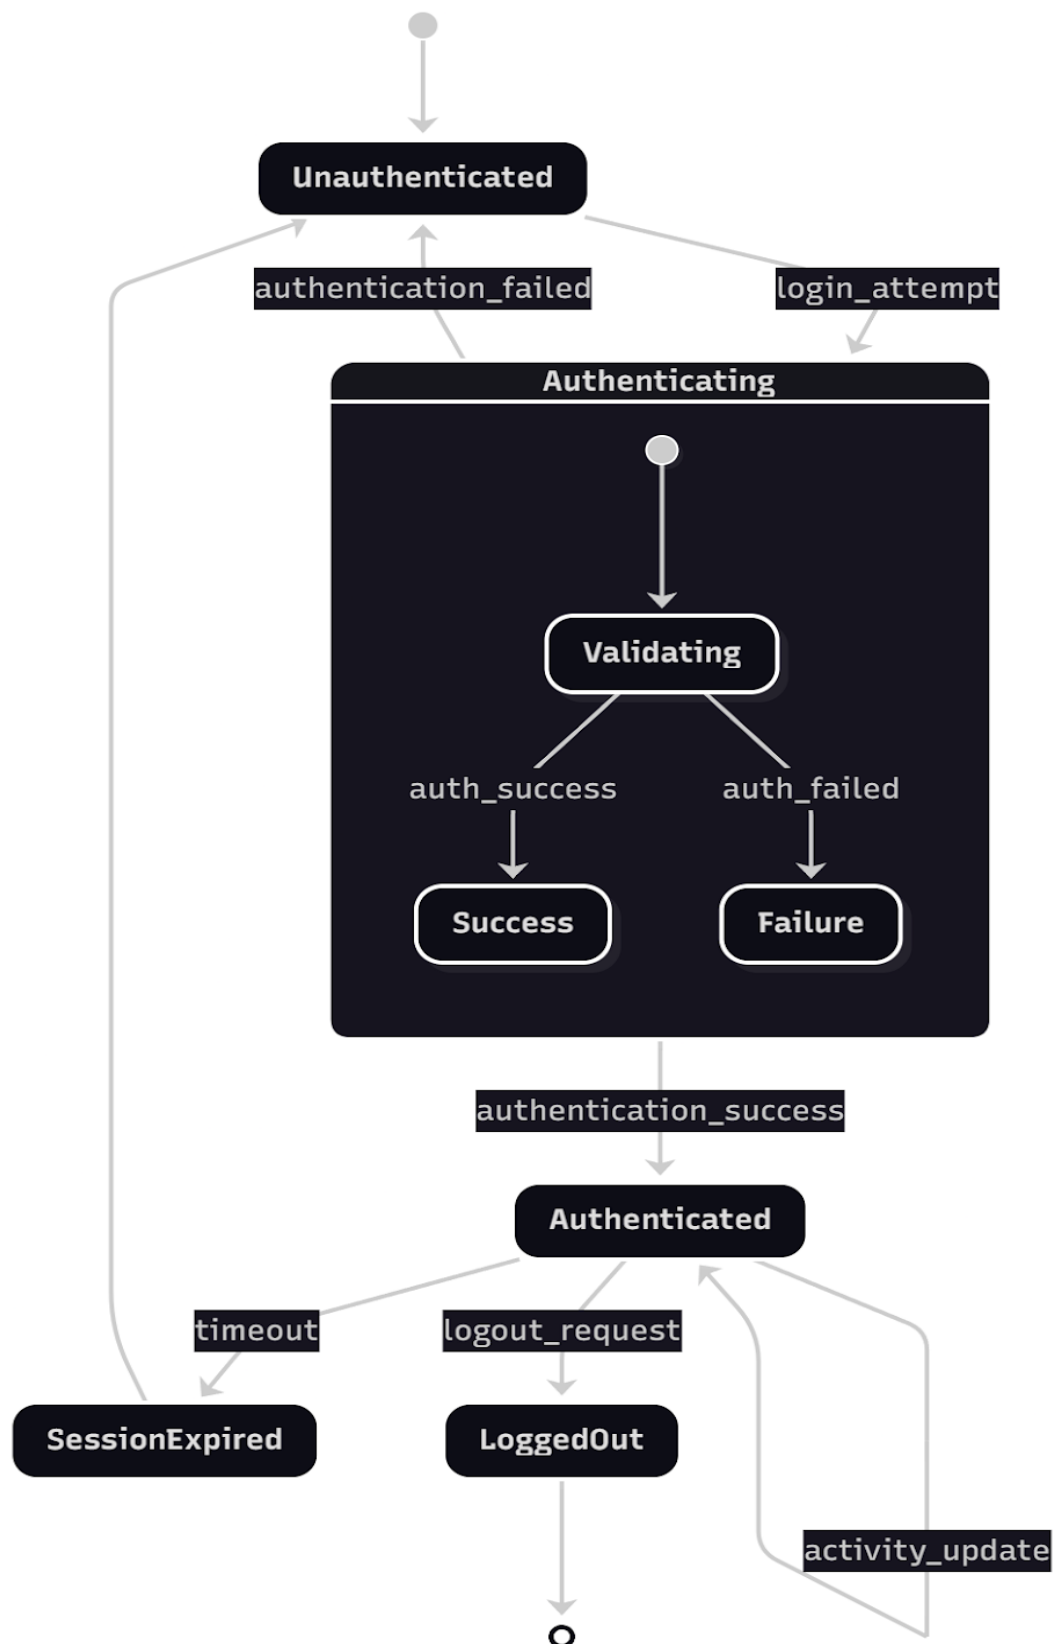 Unauthenticated
authentication_failed
login_attempt
Authenticating
Validating
auth_success
auth_failed
Success
Failure
authentication_success
Authenticated
timeout
logout_request
SessionExpired
LoggedOut
activity_update